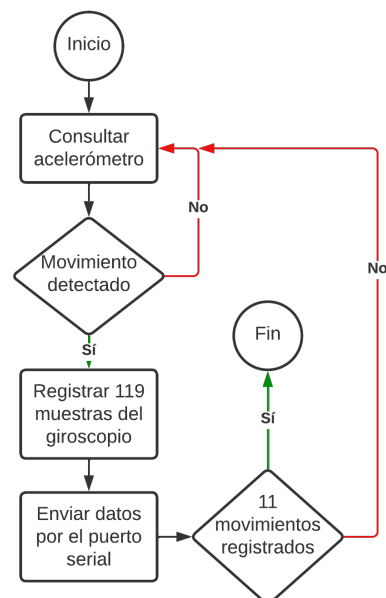 Inicio
Consultar
acelerómetro
No
Movimiento
detectado
No
Sí
Fin
Registrar 119
muestras del
giroscopio
Sí
Enviar datos
por el puerto
serial
11
movimientos
registrados